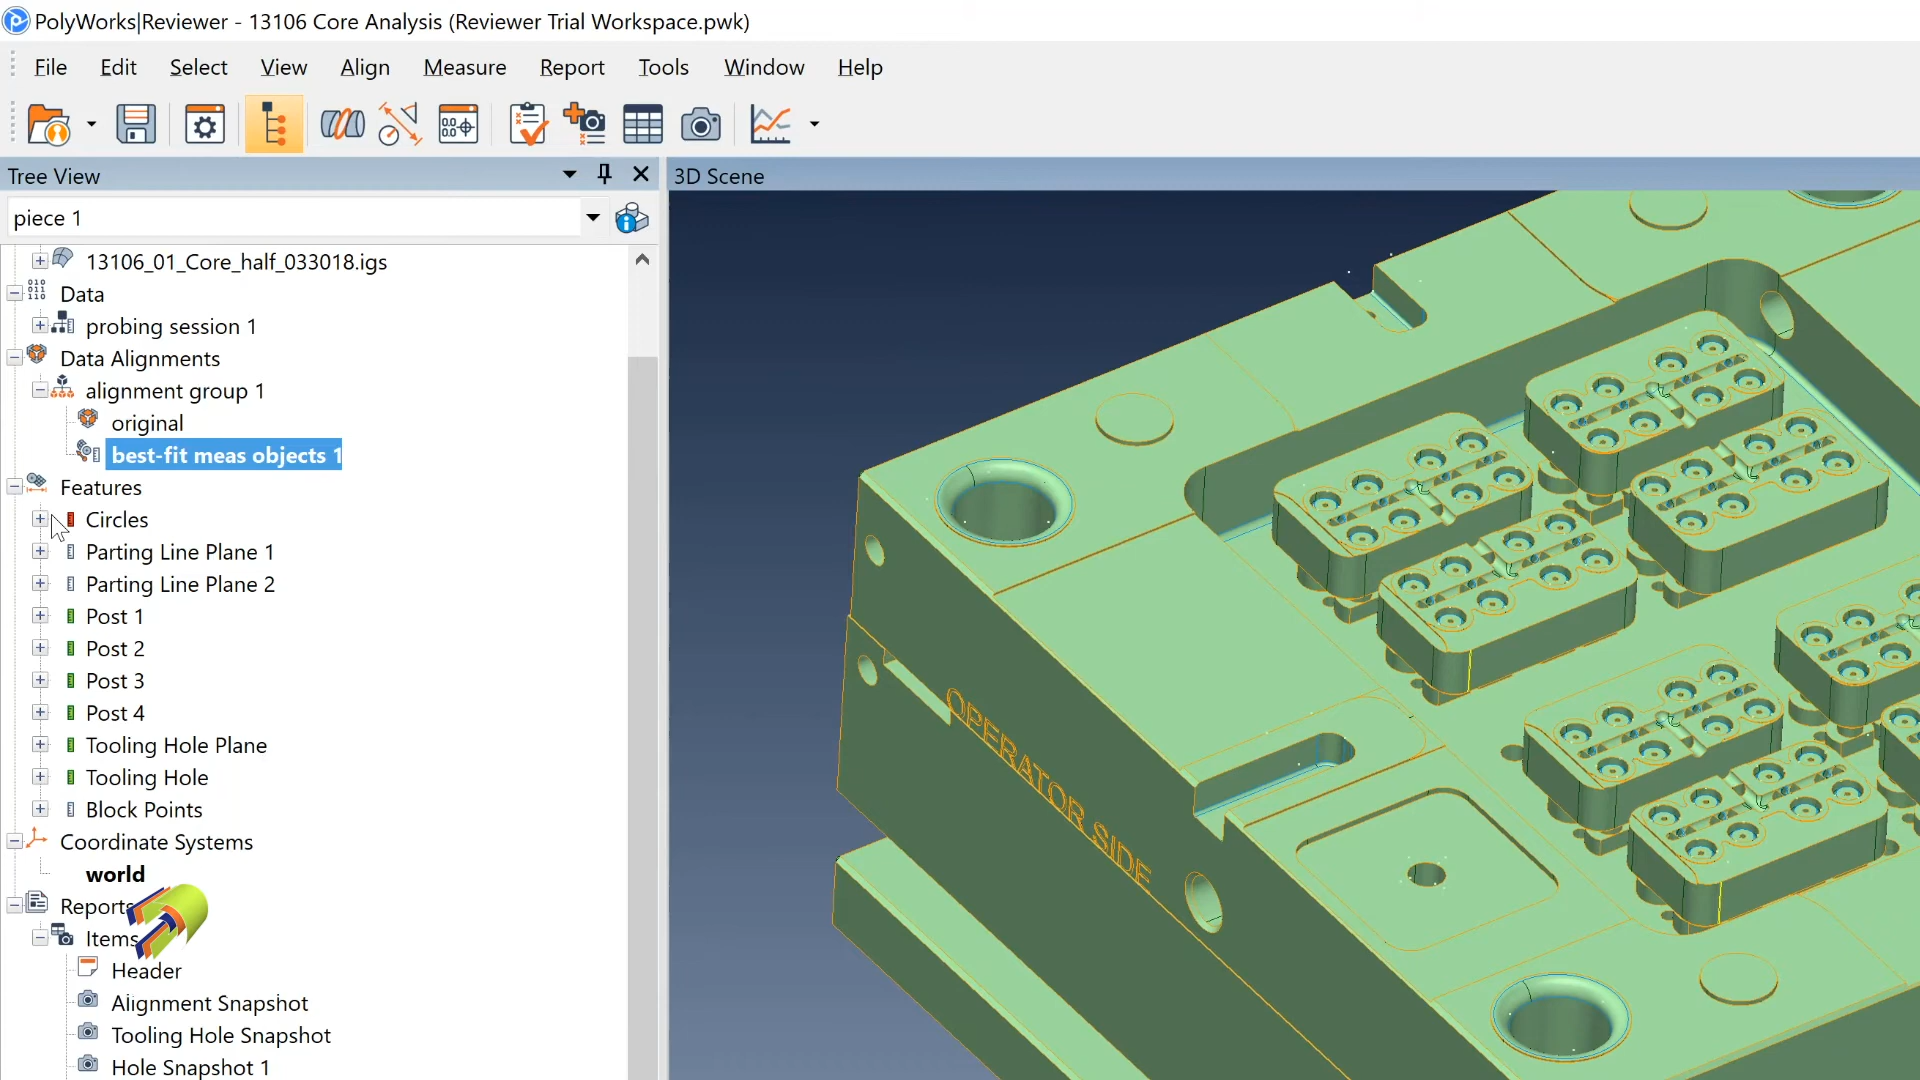 PolyWorks|Reviewer - 13106 Core Analysis (Reviewer Trial Workspace.pwk)
File Edit Select View Align Measure Report Tools Window Help
Tree View
3D Scene
piece 1
13106_01_Core_half_033018.igs
Data
probing session 1
Data Alignments
alignment group 1
original
best-fit meas objects 1
Features
Circles
Parting Line Plane 1
Parting Line Plane 2
Post 1
Post 2
Post 3
Post 4
Tooling Hole Plane
Tooling Hole
Block Points
Coordinate Systems
world
Reports
Items
Header
Alignment Snapshot
Tooling Hole Snapshot
Hole Snapshot 1
OPERATOR SIDE